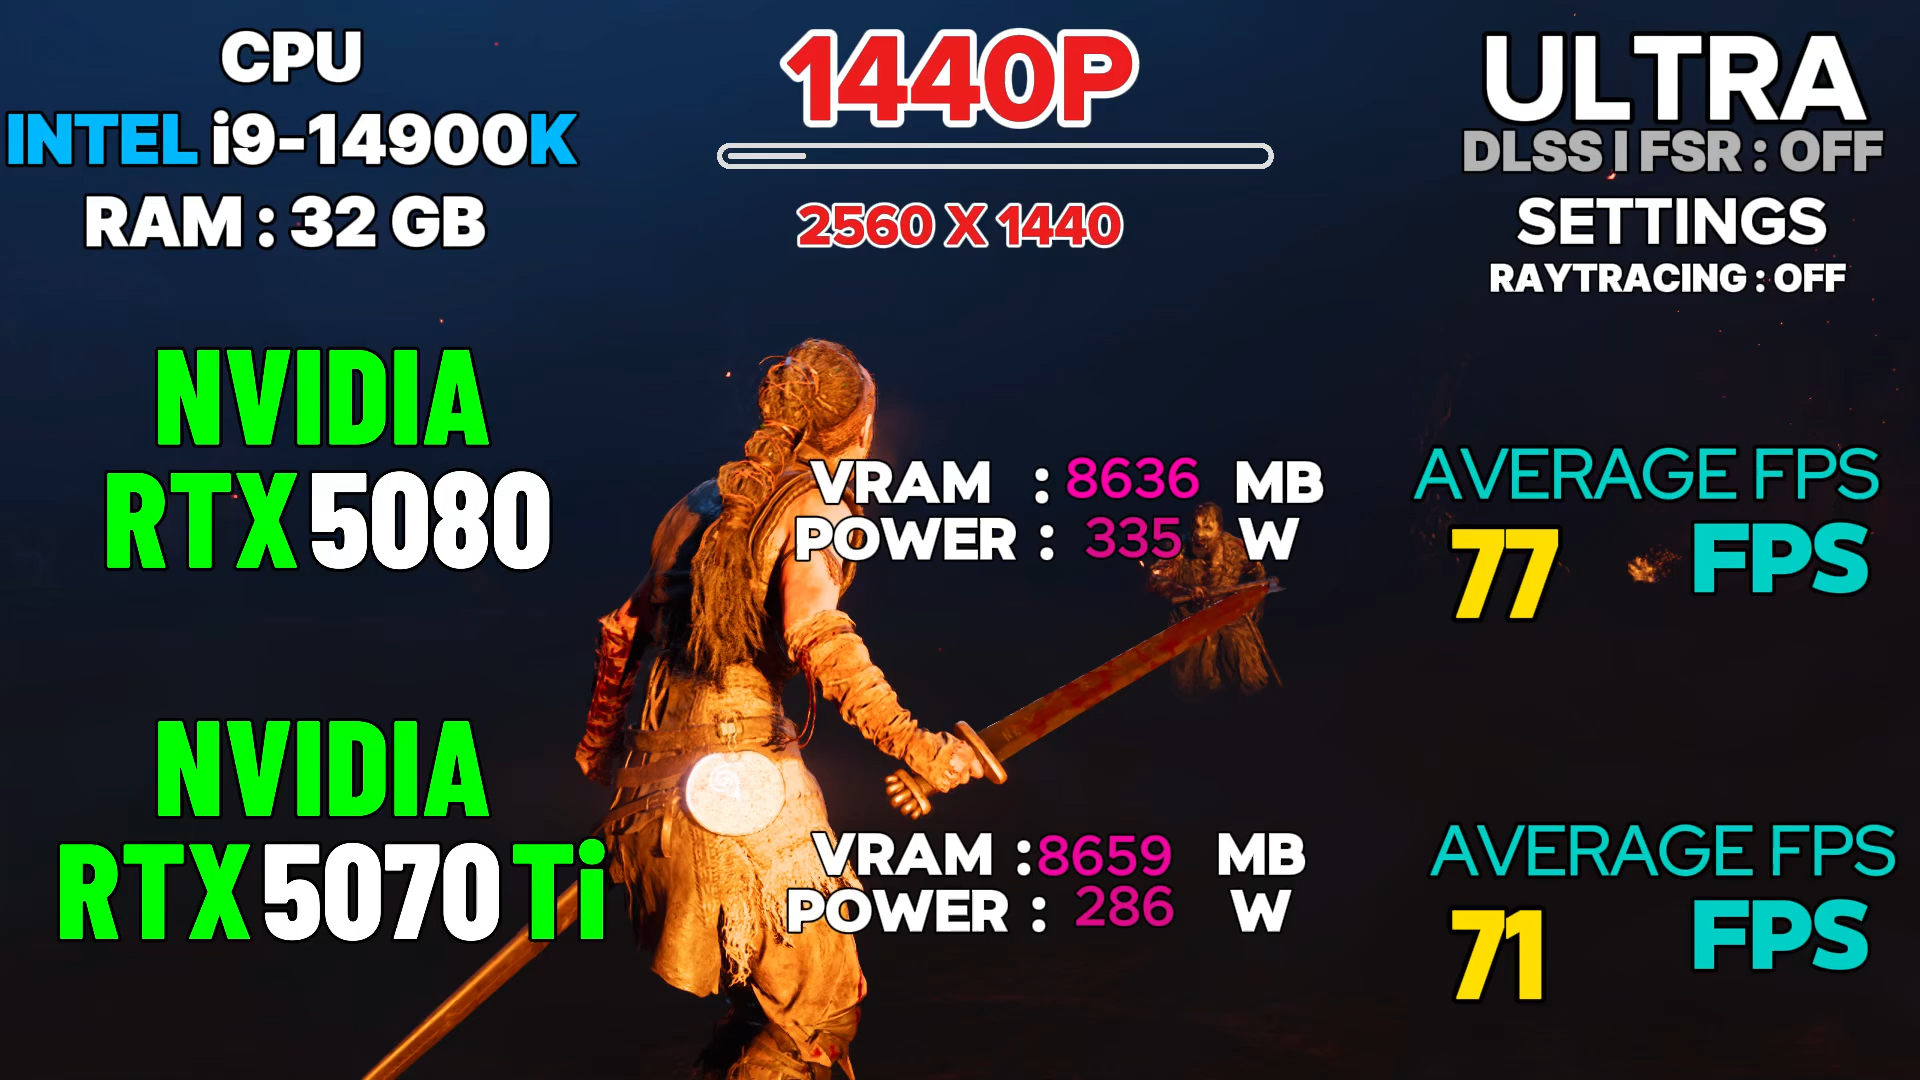 CPU
INTEL i9-14900K
RAM : 32 GB
1440P
2560 X 1440
ULTRA
DLSS | FSR : OFF
SETTINGS
RAYTRACING : OFF
NVIDIA
RTX 5080
VRAM : 8636 MB
POWER : 335 W
AVERAGE FPS
77 FPS
NVIDIA
RTX 5070 Ti
VRAM : 8659 MB
POWER : 286 W
AVERAGE FPS
71 FPS